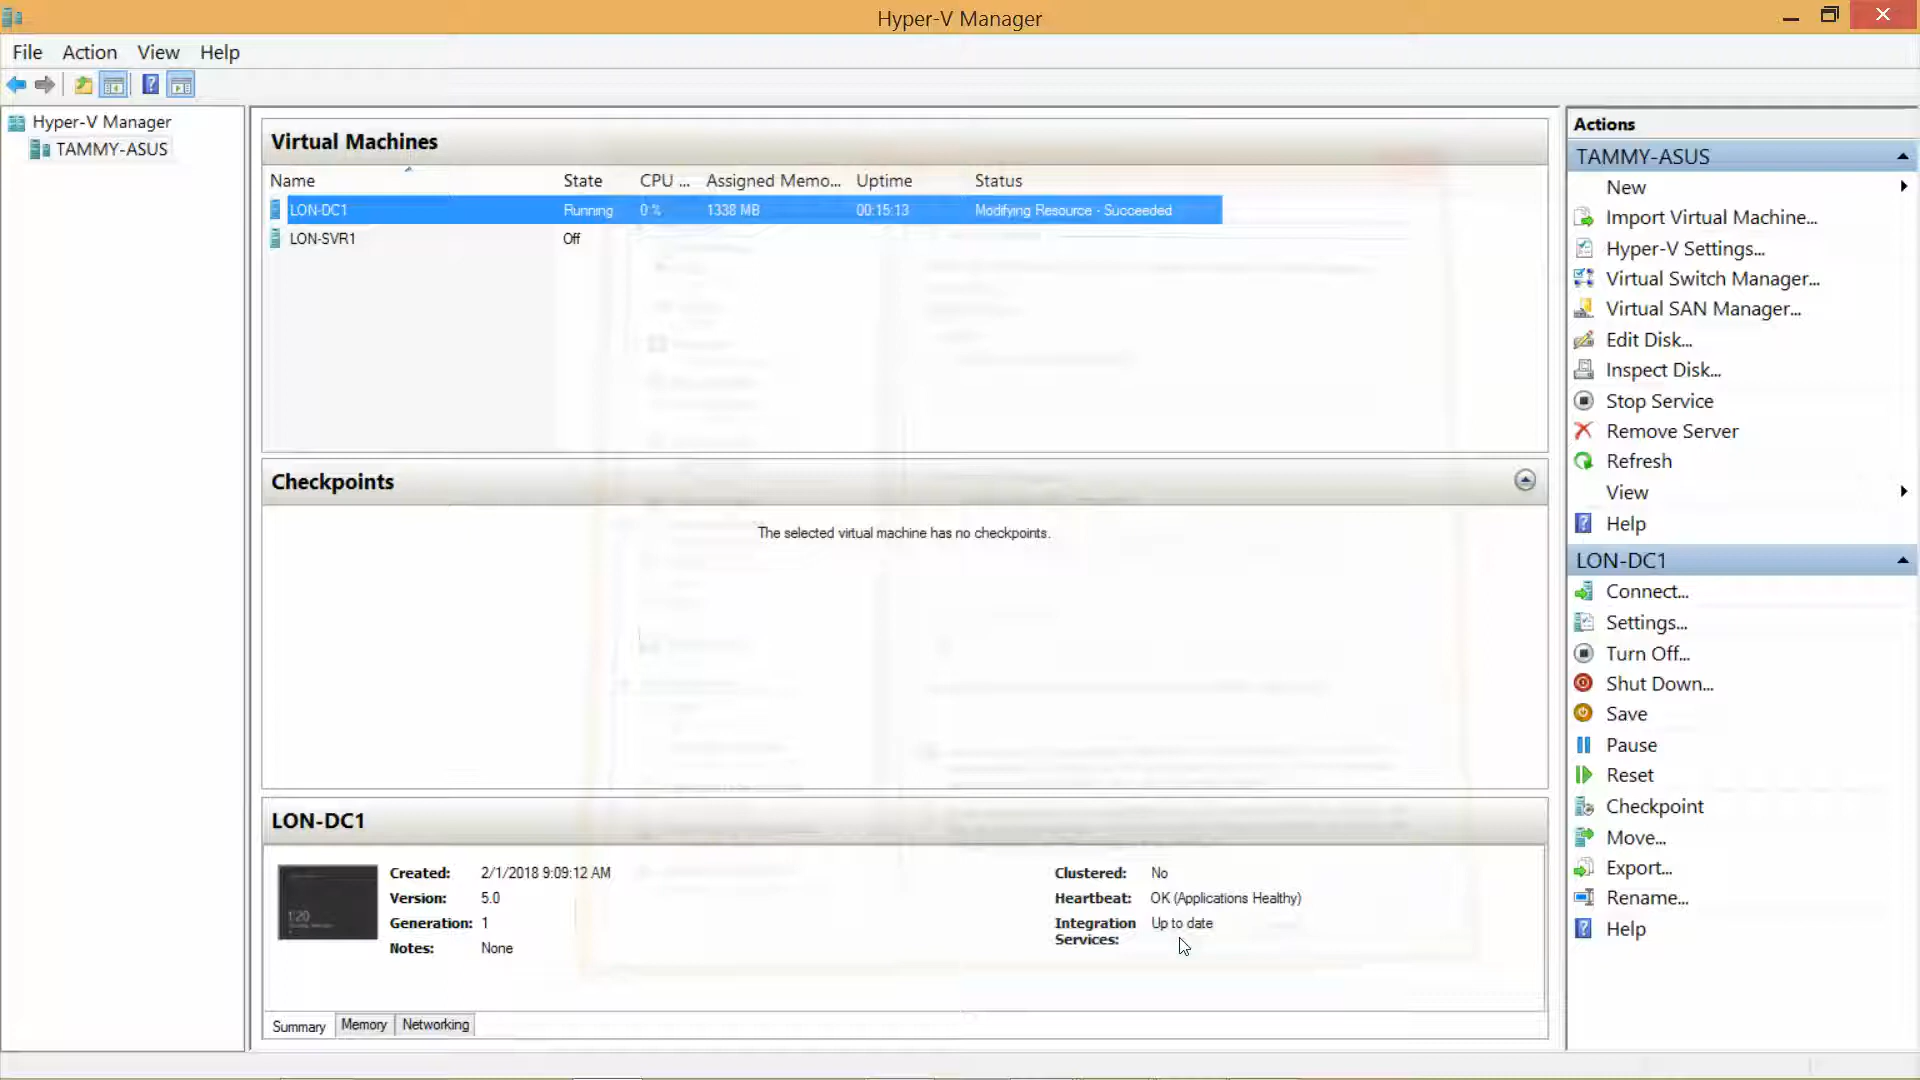 Hyper-V Manager
File Action View Help
Hyper-V Manager
TAMMY-ASUS
Virtual Machines
Name State CPU ... Assigned Memo... Uptime Status
LON-DC1 Running 0 % 1338 MB 00:15:13 Modifying Resource - Succeeded
LON-SVR1 Off
Checkpoints
The selected virtual machine has no checkpoints.
LON-DC1
1:20
Created: 2/1/2018 9:09:12 AM
Version: 5.0
Generation: 1
Notes: None
Clustered: No
Heartbeat: OK (Applications Healthy)
Integration Up to date
Services:
Summary Memory Networking
Actions
TAMMY-ASUS
New
Import Virtual Machine...
Hyper-V Settings...
Virtual Switch Manager...
Virtual SAN Manager...
Edit Disk...
Inspect Disk...
Stop Service
Remove Server
Refresh
View
Help
LON-DC1
Connect...
Settings...
Turn Off...
Shut Down...
Save
Pause
Reset
Checkpoint
Move...
Export...
Rename...
Help